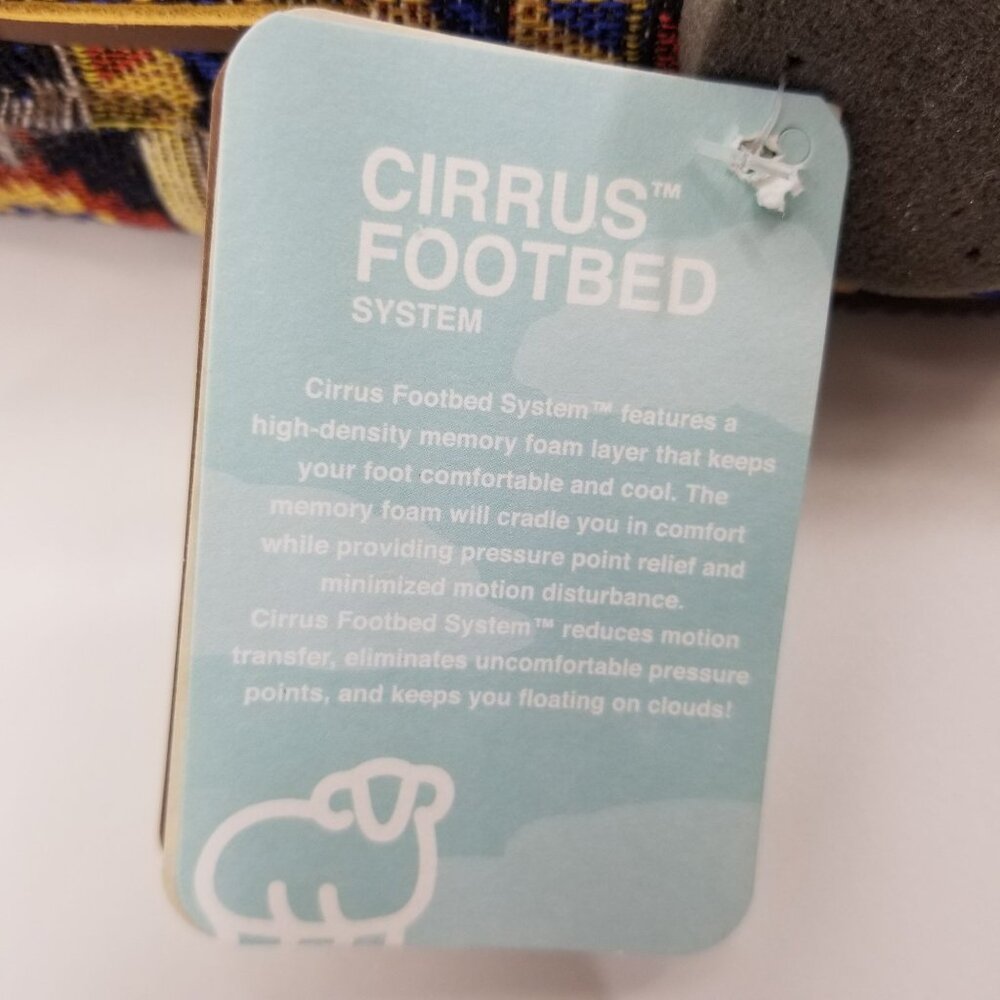 CIRRUS™
FOOTBED
SYSTEM
Cirrus Footbed System™ features a
high-density memory foam layer that keeps
your foot comfortable and cool. The
memory foam will cradle you in comfort
while providing pressure point relief and
minimized motion disturbance.
Cirrus Footbed System™ reduces motion
transfer, eliminates uncomfortable pressure
points, and keeps you floating on clouds!